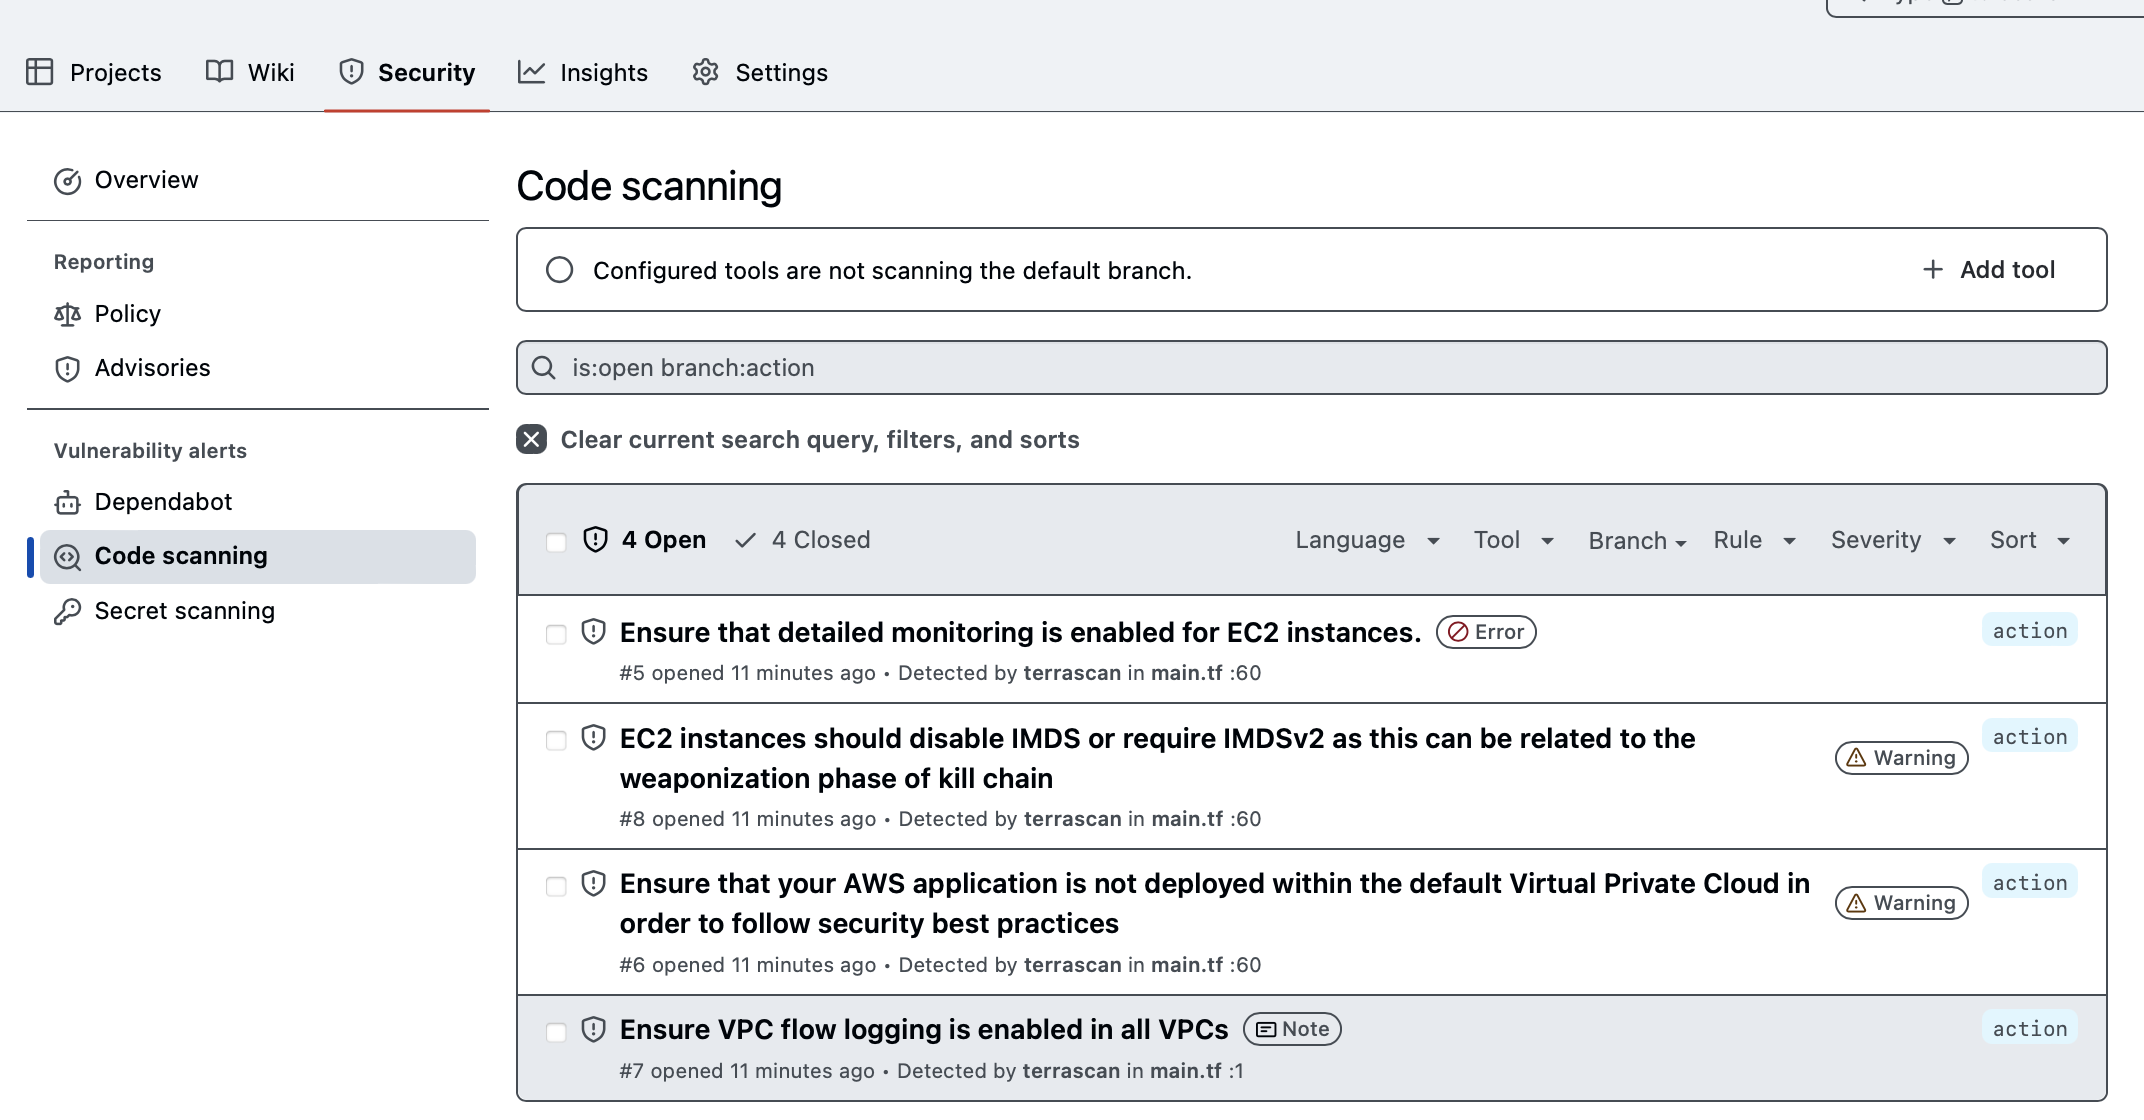 Projects
Wiki
Security
Insights
Settings
Overview
Reporting
Policy
Advisories
Vulnerability alerts
Dependabot
Code scanning
Secret scanning
Code scanning
Configured tools are not scanning the default branch.
Add tool
is:open branch:action
Clear current search query, filters, and sorts
4 Open
4 Closed
Language
Tool
Branch
Rule
Severity
Sort
Ensure that detailed monitoring is enabled for EC2 instances. Error
action
#5 opened 11 minutes ago • Detected by terrascan in main.tf :60
EC2 instances should disable IMDS or require IMDSv2 as this can be related to the
weaponization phase of kill chain
Warning
action
#8 opened 11 minutes ago • Detected by terrascan in main.tf :60
Ensure that your AWS application is not deployed within the default Virtual Private Cloud in
order to follow security best practices
Warning
action
#6 opened 11 minutes ago • Detected by terrascan in main.tf :60
Ensure VPC flow logging is enabled in all VPCs Note
action
#7 opened 11 minutes ago • Detected by terrascan in main.tf :1